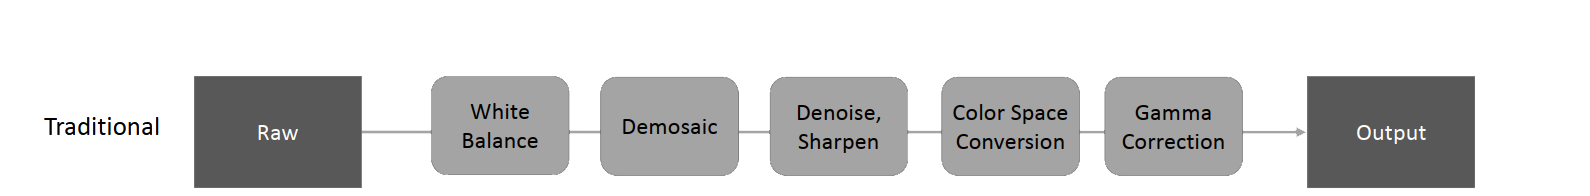 Traditional
Raw
White
Balance
Demosaic
Denoise,
Sharpen
Color Space
Conversion
Gamma
Correction
Output